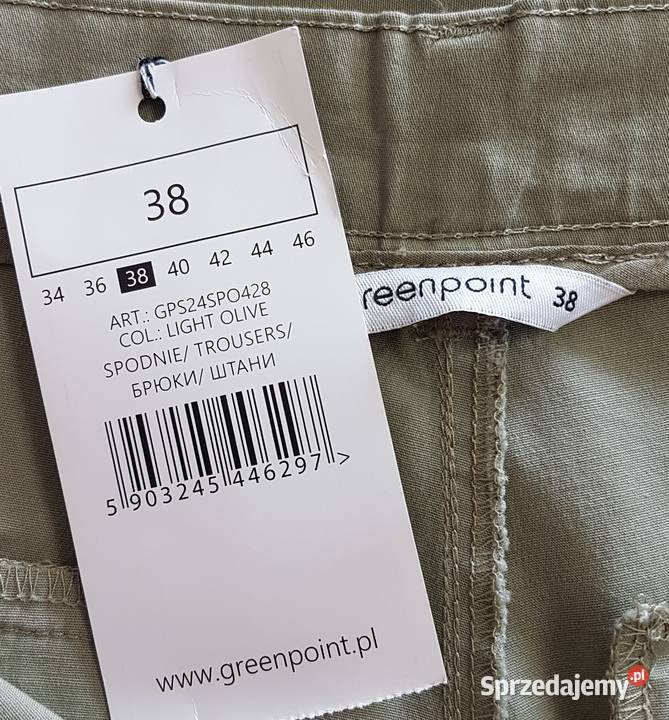 38
34 36 38 40 42 44 46
ART.: GPS24SPO428
COL.: LIGHT OLIVE
SPODNIE/ TROUSERS/
БРЮКИ/ ШТАНИ
5 903245 446297 >
www.greenpoint.pl
reenpoint 38
Sprzedajemy.pl